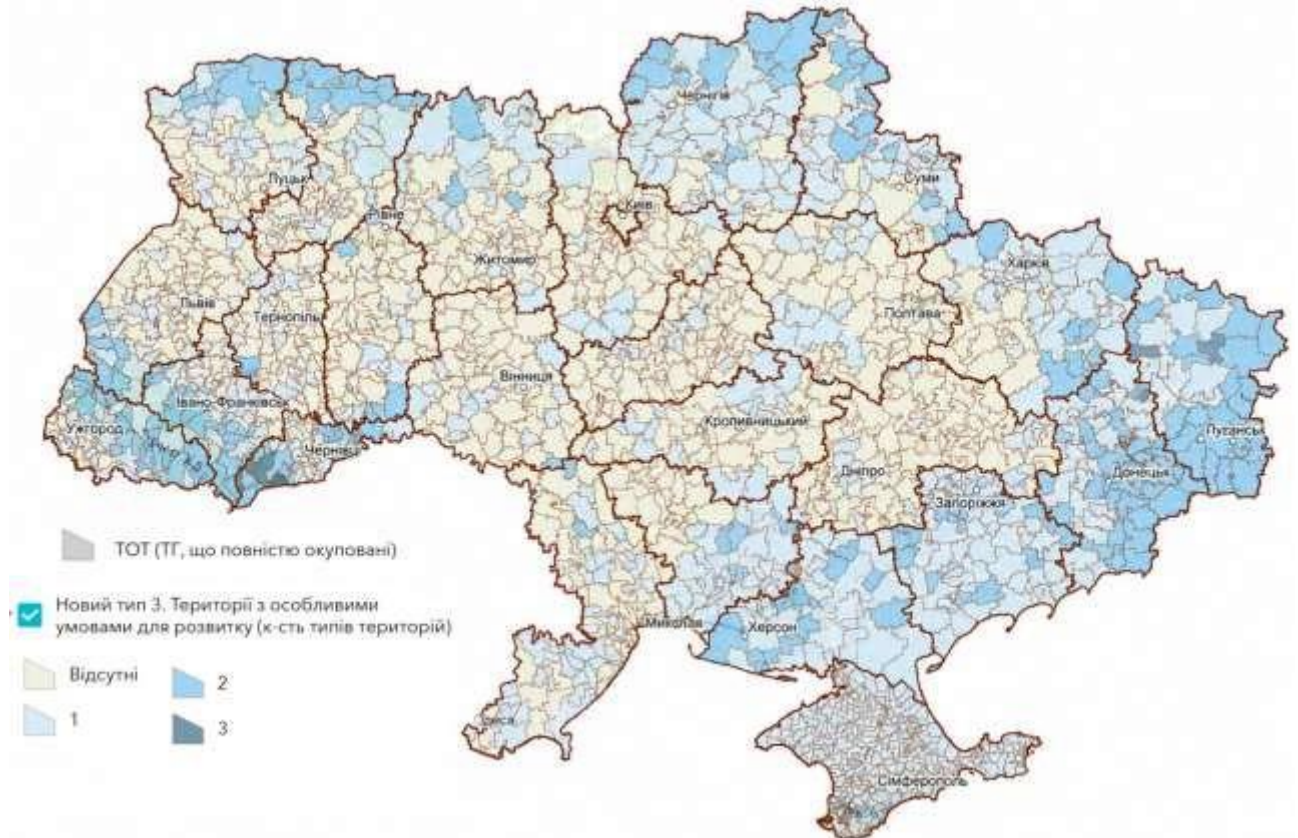 Чернігів
Суми
Луцьк
Рівне
Київ
Житомир
Харків
Львів
Тернопіль
Полтава
Вінниця
Івано-Франківськ
Ужгород
Чернівці
Кропивницький
Луганськ
Донецьк
Дніпро
Запоріжжя
Миколаїв
Херсон
Сімферополь
ТОТ (ТГ, що повністю окуповані)
Новий тип 3. Території з особливими
умовами для розвитку (к-сть типів територій)
Відсутні
2
1
3